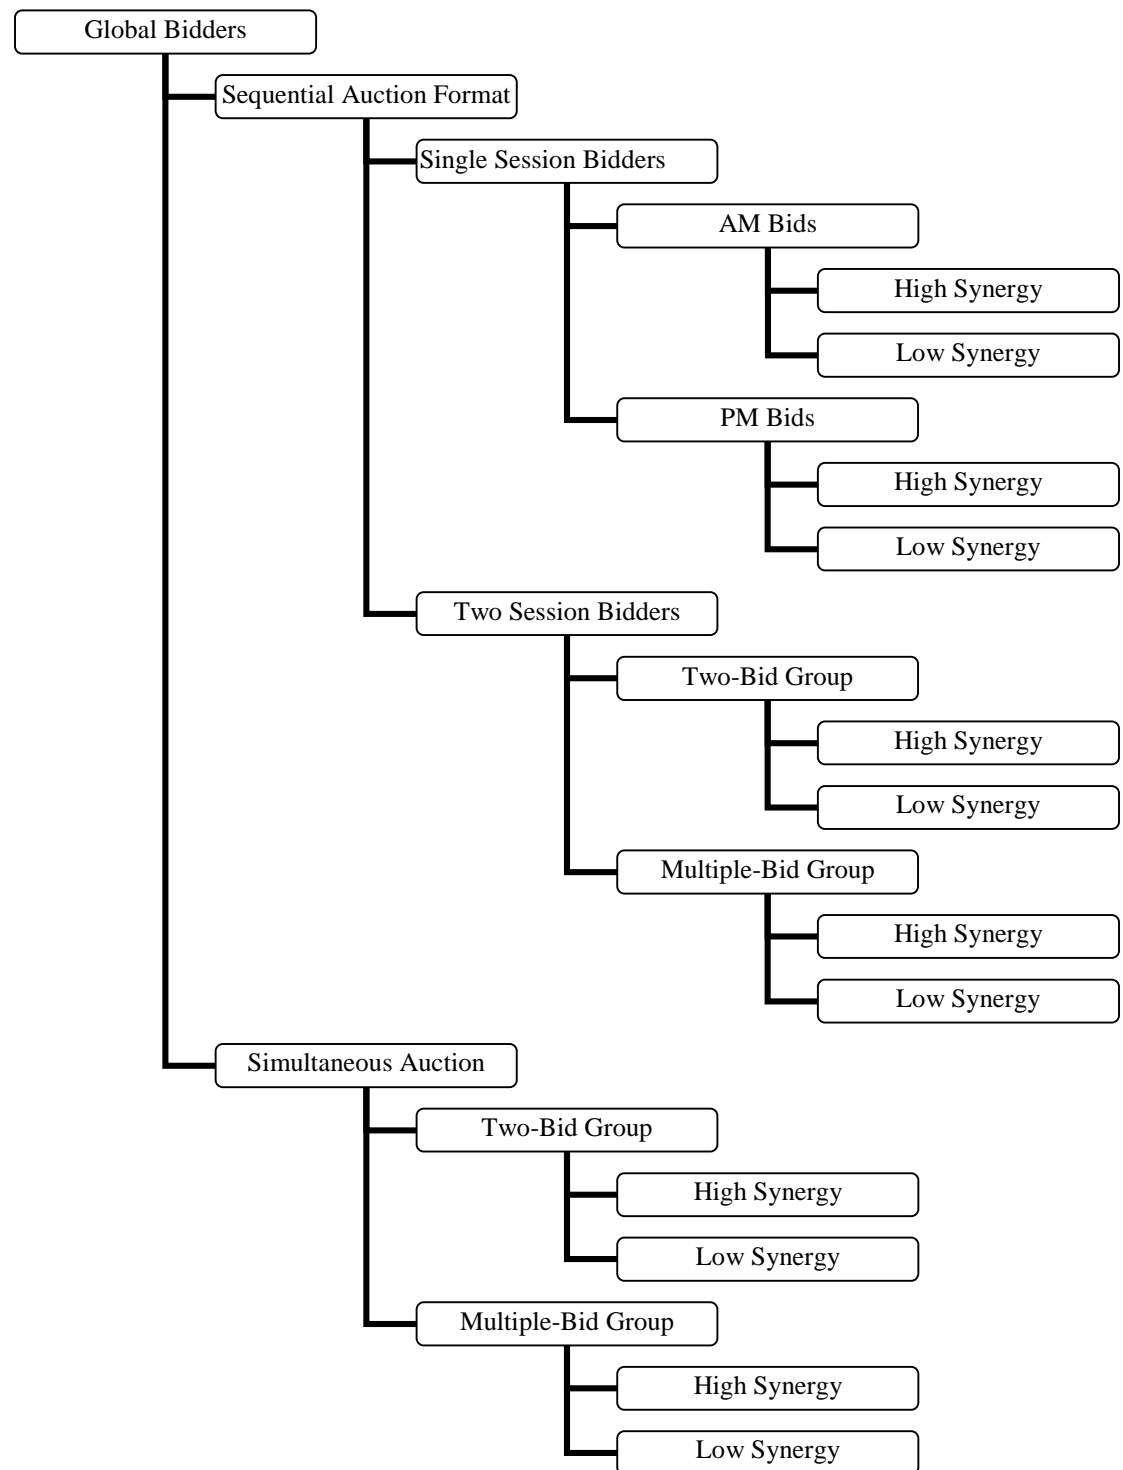 Global Bidders
Sequential Auction Format
Single Session Bidders
AM Bids
High Synergy
Low Synergy
PM Bids
High Synergy
Low Synergy
Two Session Bidders
Two-Bid Group
High Synergy
Low Synergy
Multiple-Bid Group
High Synergy
Low Synergy
Simultaneous Auction
Two-Bid Group
High Synergy
Low Synergy
Multiple-Bid Group
High Synergy
Low Synergy